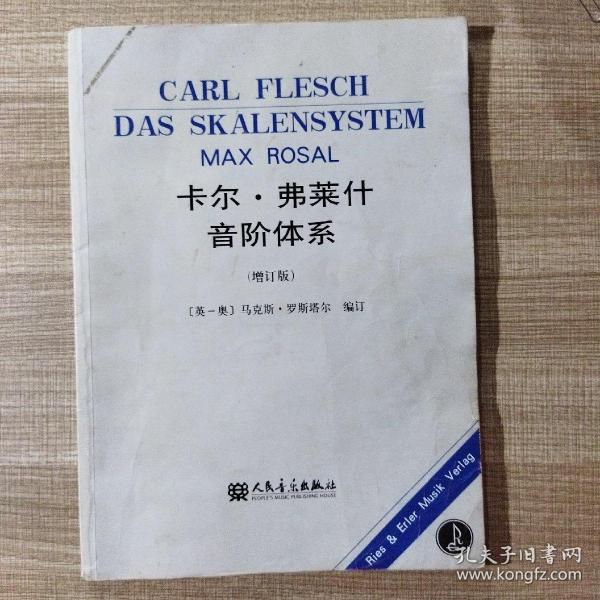 CARL FLESCH
DAS SKALENSYSTEM
MAX ROSAL
卡尔·弗莱什
音阶体系
(增订版)
〔英-奥〕马克斯·罗斯塔尔 编订
人民音乐出版社
PEOPLE'S MUSIC PUBLISHING HOUSE
Ries & Erler Musik Verlag
孔夫子旧书网
www.kongfz.com